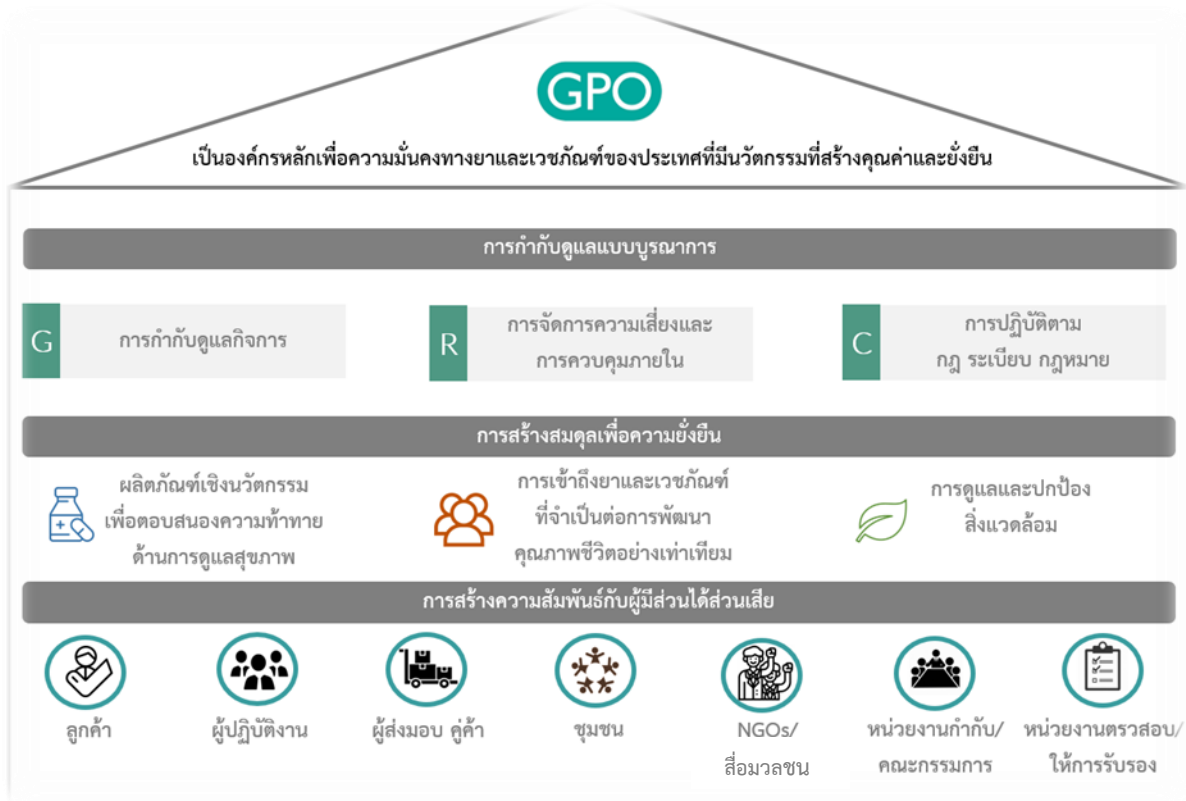 GPO
เป็นองค์กรหลักเพื่อความมั่นคงทางยาและเวชภัณฑ์ของประเทศที่มีนวัตกรรมที่สร้างคุณค่าและยั่งยืน
การกำกับดูแลแบบบูรณาการ
G
การกำกับดูแลกิจการ
R
การจัดการความเสี่ยงและ
การควบคุมภายใน
C
การปฏิบัติตาม
กฎ ระเบียบ กฎหมาย
การสร้างสมดุลเพื่อความยั่งยืน
ผลิตภัณฑ์เชิงนวัตกรรม
เพื่อตอบสนองความท้าทาย
ด้านการดูแลสุขภาพ
การเข้าถึงยาและเวชภัณฑ์
ที่จำเป็นต่อการพัฒนา
คุณภาพชีวิตอย่างเท่าเทียม
การดูแลและปกป้อง
สิ่งแวดล้อม
การสร้างความสัมพันธ์กับผู้มีส่วนได้ส่วนเสีย
ลูกค้า
ผู้ปฏิบัติงาน
ผู้ส่งมอบ คู่ค้า
ชุมชน
NGOs/
สื่อมวลชน
หน่วยงานกำกับ/
คณะกรรมการ
หน่วยงานตรวสอบ/
ให้การรับรอง